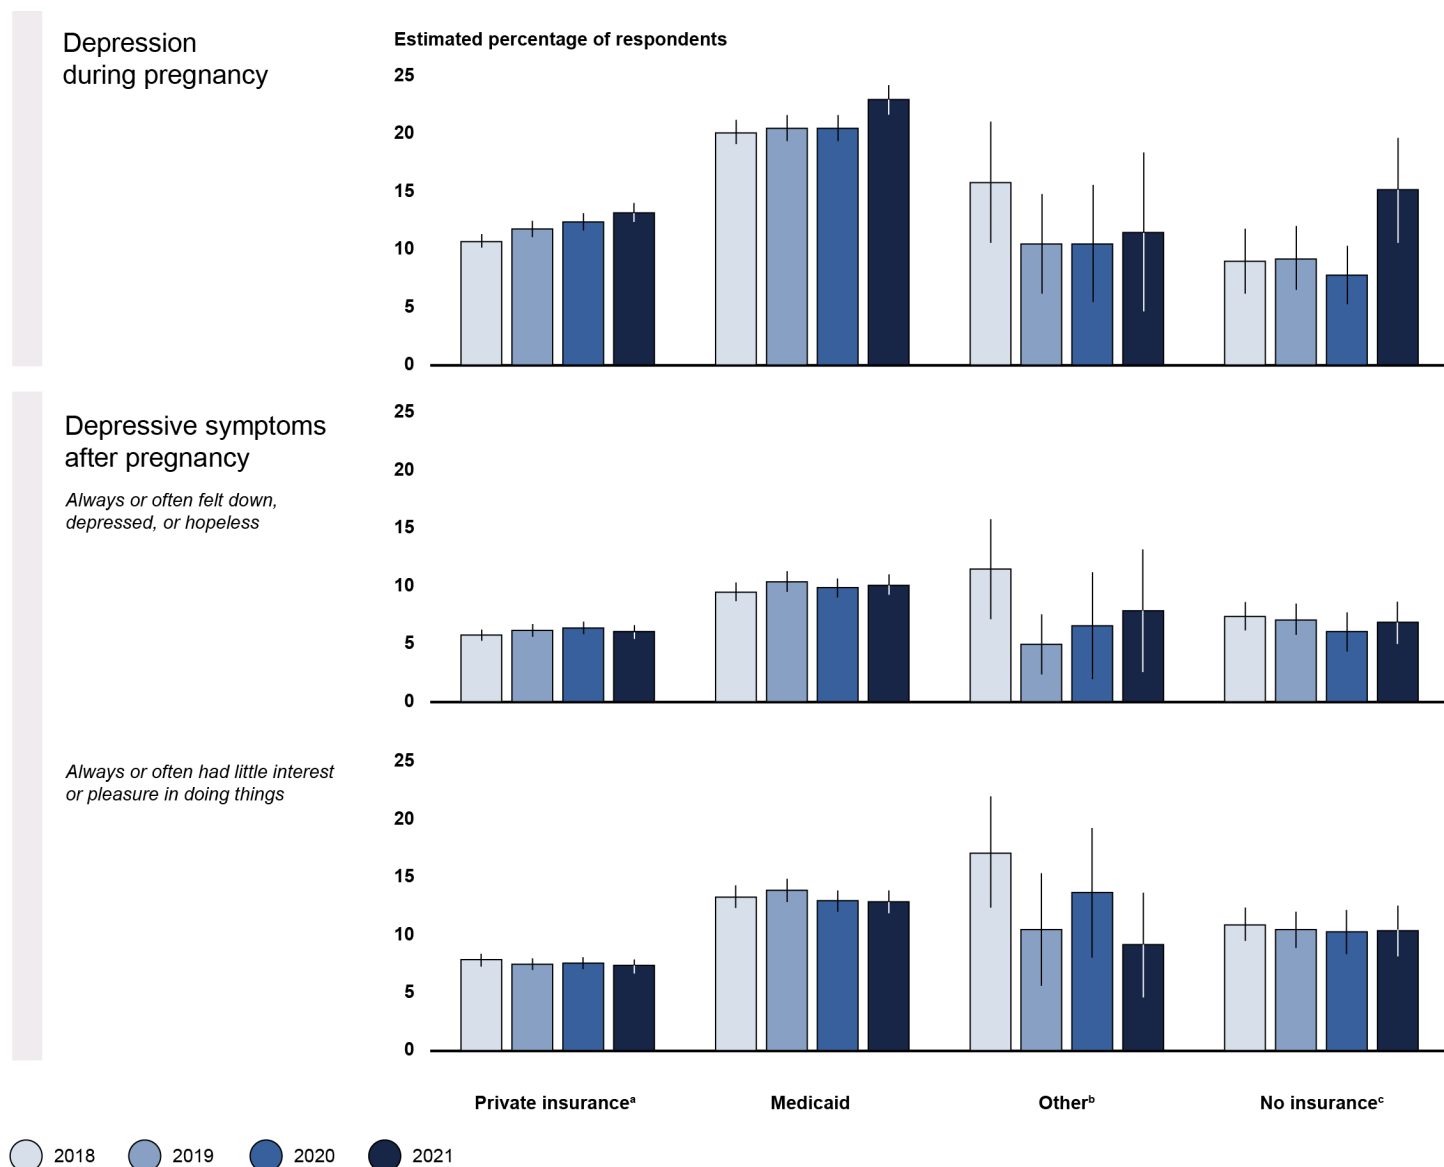 Depression
during pregnancy
Estimated percentage of respondents
25
20
15
10
5
0
Depressive symptoms
after pregnancy
Always or often felt down,
depressed, or hopeless
25
20
15
10
5
0
Always or often had little interest
or pleasure in doing things
25
20
15
10
5
0
Private insuranceᵃ Medicaid Otherᵇ No insuranceᶜ
2018 2019 2020 2021